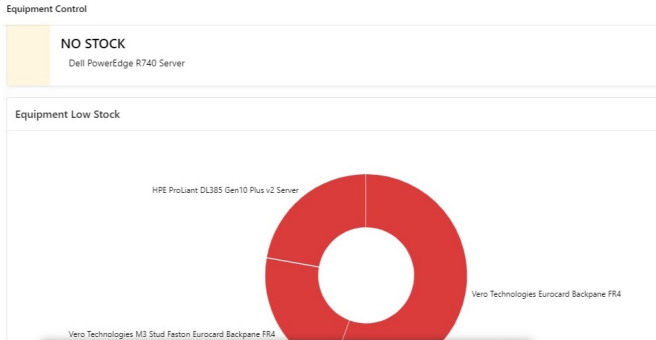 Equipment Control
NO STOCK
Dell PowerEdge R740 Server
Equipment Low Stock
HPE ProLiant DL385 Gen10 Plus v2 Server
Vero Technologies Eurocard Backpane FR4
Vero Technologies M3 Stud Faston Eurocard Backpane FR4